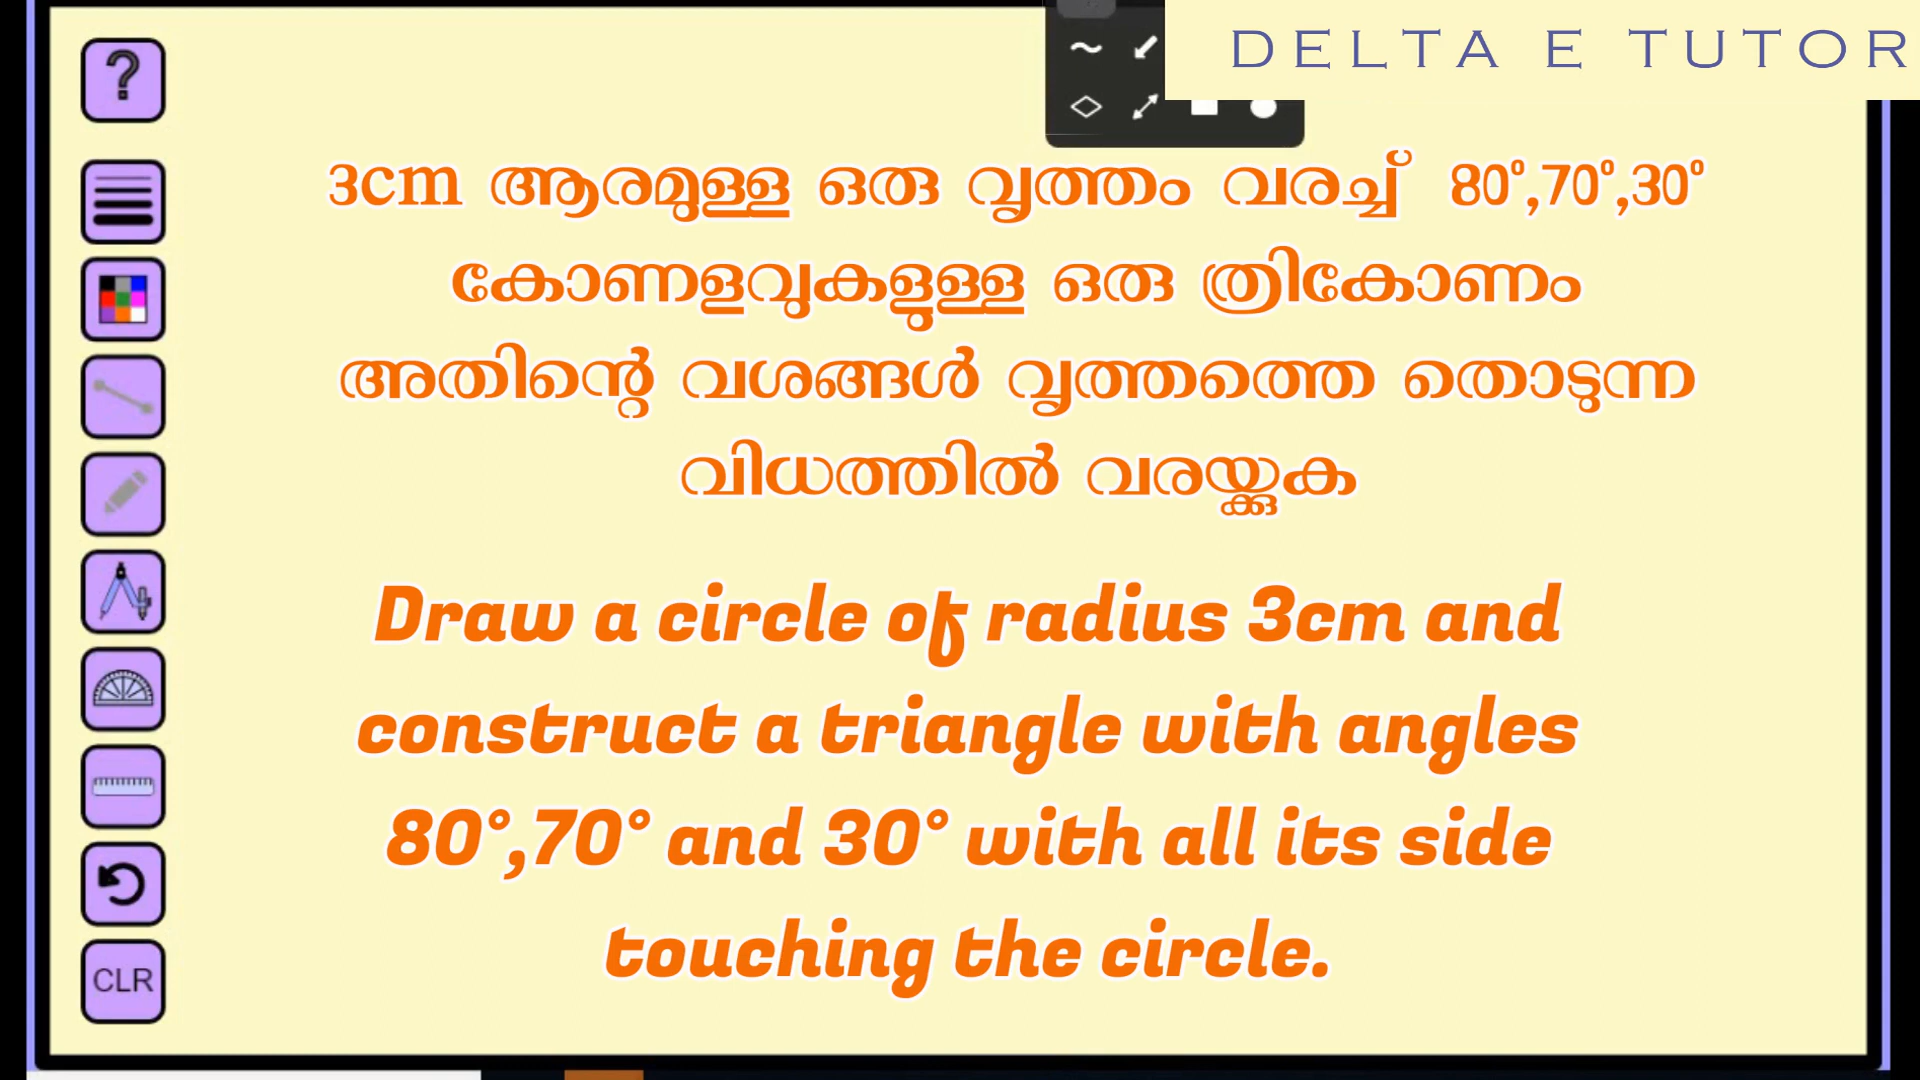 DELTA E TUTOR
3cm ആരമുള്ള ഒരു വൃത്തം വരച്ച് 80°,70°,30°
കോണളവുകളുള്ള ഒരു ത്രികോണം
അതിന്റെ വശങ്ങൾ വൃത്തത്തെ തൊടുന്ന
വിധത്തിൽ വരയ്ക്കുക
Draw a circle of radius 3cm and
construct a triangle with angles
80°,70° and 30° with all its side
touching the circle.
?
CLR